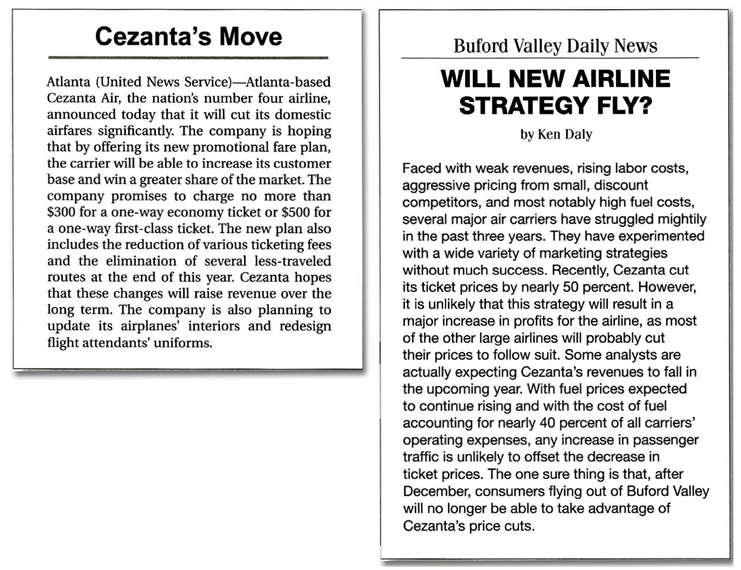 Cezanta's Move
Atlanta (United News Service)—Atlanta-based
Cezanta Air, the nation's number four airline,
announced today that it will cut its domestic
airfares significantly. The company is hoping
that by offering its new promotional fare plan,
the carrier will be able to increase its customer
base and win a greater share of the market. The
company promises to charge no more than
$300 for a one-way economy ticket or $500 for
a one-way first-class ticket. The new plan also
includes the reduction of various ticketing fees
and the elimination of several less-traveled
routes at the end of this year. Cezanta hopes
that these changes will raise revenue over the
long term. The company is also planning to
update its airplanes' interiors and redesign
flight attendants' uniforms.
Buford Valley Daily News
WILL NEW AIRLINE
STRATEGY FLY?
by Ken Daly
Faced with weak revenues, rising labor costs,
aggressive pricing from small, discount
competitors, and most notably high fuel costs,
several major air carriers have struggled mightily
in the past three years. They have experimented
with a wide variety of marketing strategies
without much success. Recently, Cezanta cut
its ticket prices by nearly 50 percent. However,
it is unlikely that this strategy will result in a
major increase in profits for the airline, as most
of the other large airlines will probably cut
their prices to follow suit. Some analysts are
actually expecting Cezanta's revenues to fall in
the upcoming year. With fuel prices expected
to continue rising and with the cost of fuel
accounting for nearly 40 percent of all carriers'
operating expenses, any increase in passenger
traffic is unlikely to offset the decrease in
ticket prices. The one sure thing is that, after
December, consumers flying out of Buford Valley
will no longer be able to take advantage of
Cezanta's price cuts.